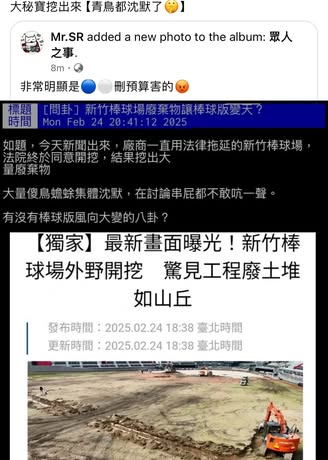 大秘寶挖出來【青鳥都沈默了🤫】
Mr.SR added a new photo to the album: 眾人
之事.
8m
非常明顯是🔵⚪刪預算害的😡
標題 [問卦] 新竹棒球場廢棄物讓棒球版變天?
時間 Mon Feb 24 20:41:12 2025
如題，今天新聞出來，廠商一直用法律拖延的新竹棒球場，
法院終於同意開挖，結果挖出大
量廢棄物
大量傻鳥蟾蜍集體沈默，在討論串屁都不敢吭一聲。
有沒有棒球版風向大變的八卦？
【獨家】最新畫面曝光！新竹棒
球場外野開挖　驚見工程廢土堆
如山丘
發布時間：2025.02.24 18:38 臺北時間
更新時間：2025.02.24 18:38 臺北時間